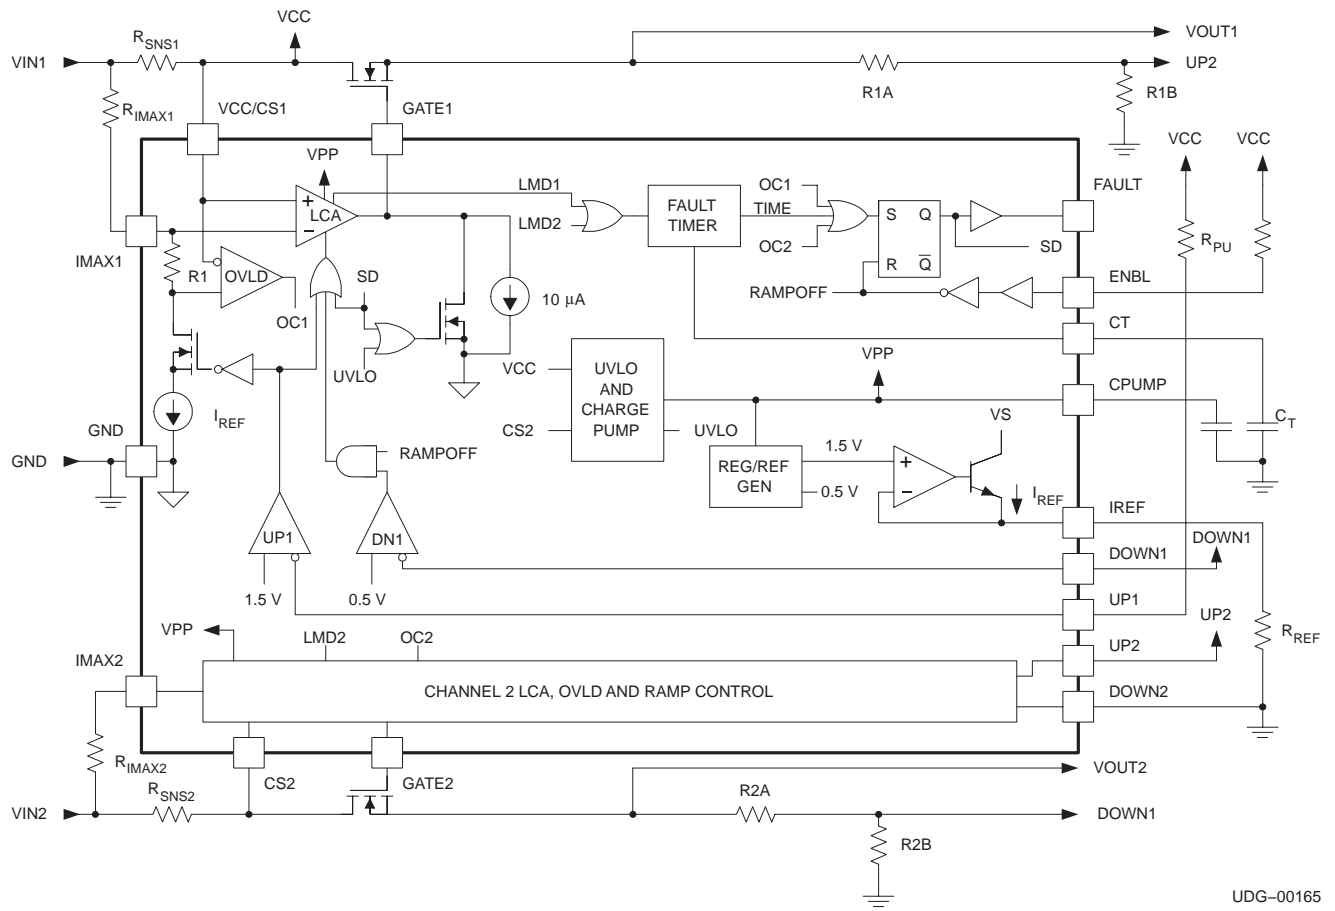 VCC
VOUT1
RSNS1
VIN1
UP2
R1A
R1B
RIMAX1
VCC/CS1
GATE1
VCC
VCC
VPP
FAULT
LMD1
OC1
+
LCA
–
FAULT
TIMER
TIME
S
Q
LMD2
OC2
SD
RPU
IMAX1
R1
OVLD
SD
R
Q
ENBL
RAMPOFF
10 µA
OC1
CT
VPP
UVLO
VCC
UVLO
AND
CHARGE
PUMP
CPUMP
IREF
VS
CT
GND
CS2
UVLO
1.5 V
RAMPOFF
GND
REG/REF
GEN
+
–
0.5 V
IREF
IREF
UP1
DN1
DOWN1
DOWN1
1.5 V
0.5 V
UP1
VPP
LMD2
OC2
UP2
RREF
IMAX2
UP2
CHANNEL 2 LCA, OVLD AND RAMP CONTROL
DOWN2
RIMAX2
CS2
GATE2
VOUT2
RSNS2
R2A
VIN2
DOWN1
R2B
UDG–00165